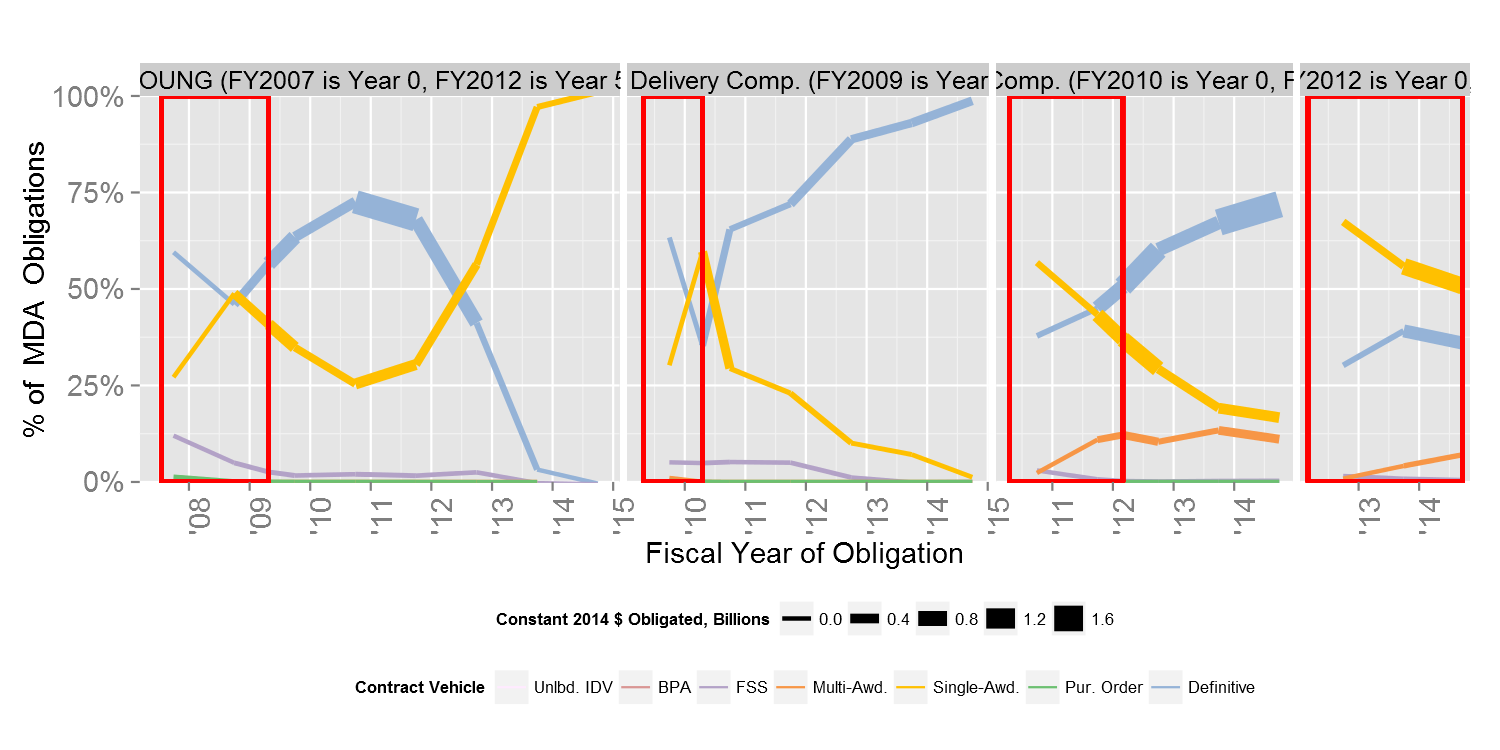 OUNG (FY2007 is Year 0, FY2012 is Year 5
Delivery Comp. (FY2009 is Year
Comp. (FY2010 is Year 0, F
Y2012 is Year 0,
% of MDA Obligations
100%
75%
50%
25%
0%
'08 '09 '10 '11 '12 '13 '14 '15
'10 '11 '12 '13 '14 '15
'11 '12 '13 '14
'13 '14
Fiscal Year of Obligation
Constant 2014 $ Obligated, Billions 0.0 0.4 0.8 1.2 1.6
Contract Vehicle Unlbd. IDV BPA FSS Multi-Awd. Single-Awd. Pur. Order Definitive